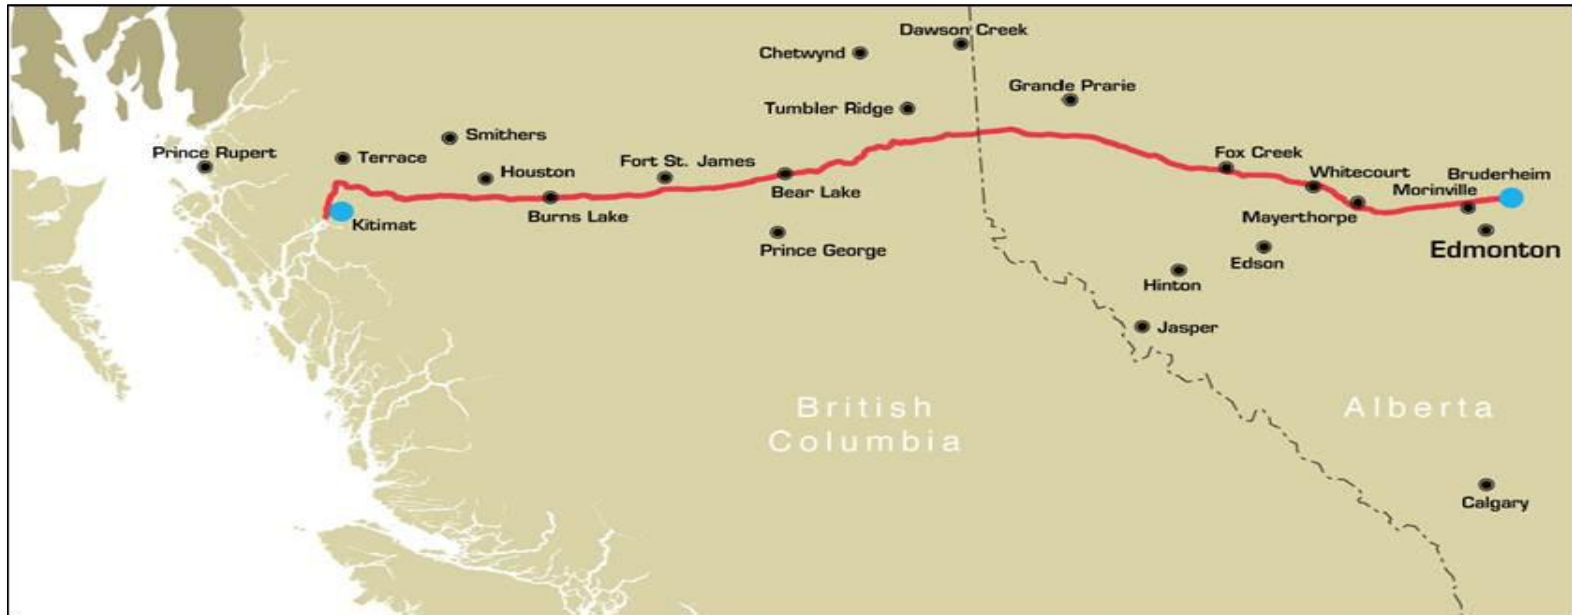 Dawson Creek
Chetwynd
Grande Prarie
Tumbler Ridge
Smithers
Prince Rupert
Terrace
Fort St. James
Fox Creek
Houston
Whitecourt
Bruderheim
Bear Lake
Morinville
Burns Lake
Mayerthorpe
Kitimat
Prince George
Edmonton
Edson
Hinton
Jasper
British
Columbia
Alberta
Calgary